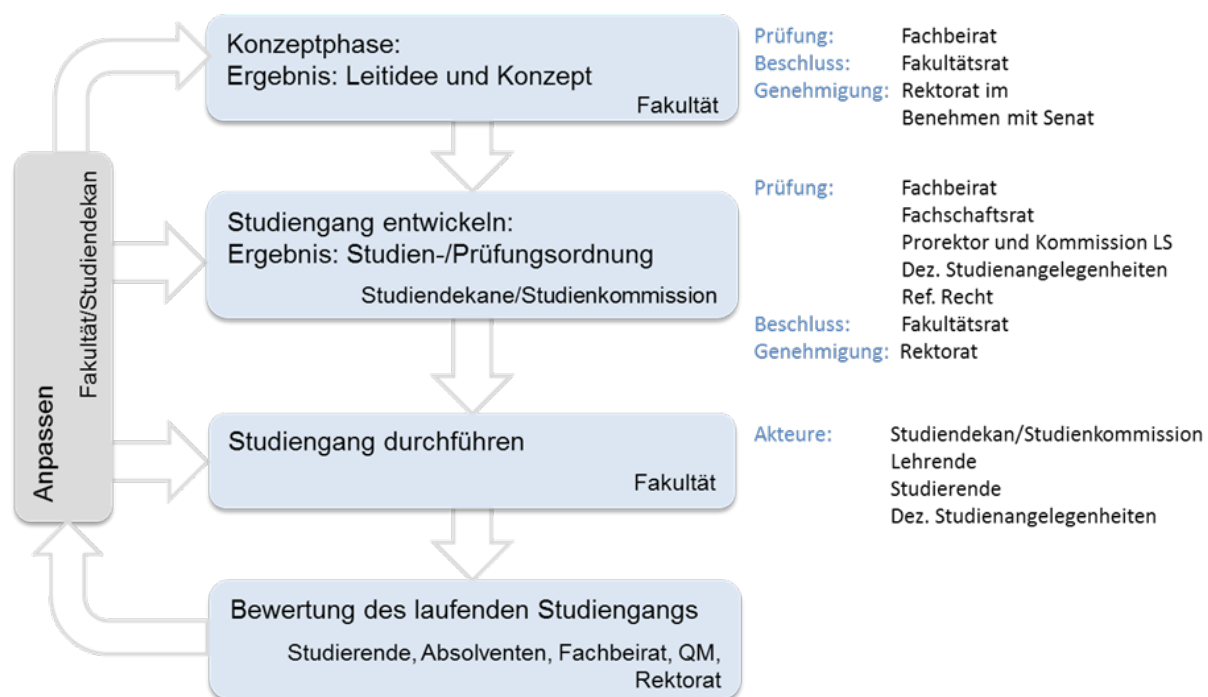 Konzeptphase:
Ergebnis: Leitidee und Konzept
Fakultät
Prüfung: Fachbeirat
Beschluss: Fakultätsrat
Genehmigung: Rektorat im
Benehmen mit Senat
Studiengang entwickeln:
Ergebnis: Studien-/Prüfungsordnung
Studiendekane/Studienkommission
Prüfung: Fachbeirat
Fachschaftsrat
Prorektor und Kommission LS
Dez. Studienangelegenheiten
Ref. Recht
Beschluss: Fakultätsrat
Genehmigung: Rektorat
Anpassen
Fakultät/Studiendekan
Studiengang durchführen
Fakultät
Akteure: Studiendekan/Studienkommission
Lehrende
Studierende
Dez. Studienangelegenheiten
Bewertung des laufenden Studiengangs
Studierende, Absolventen, Fachbeirat, QM,
Rektorat